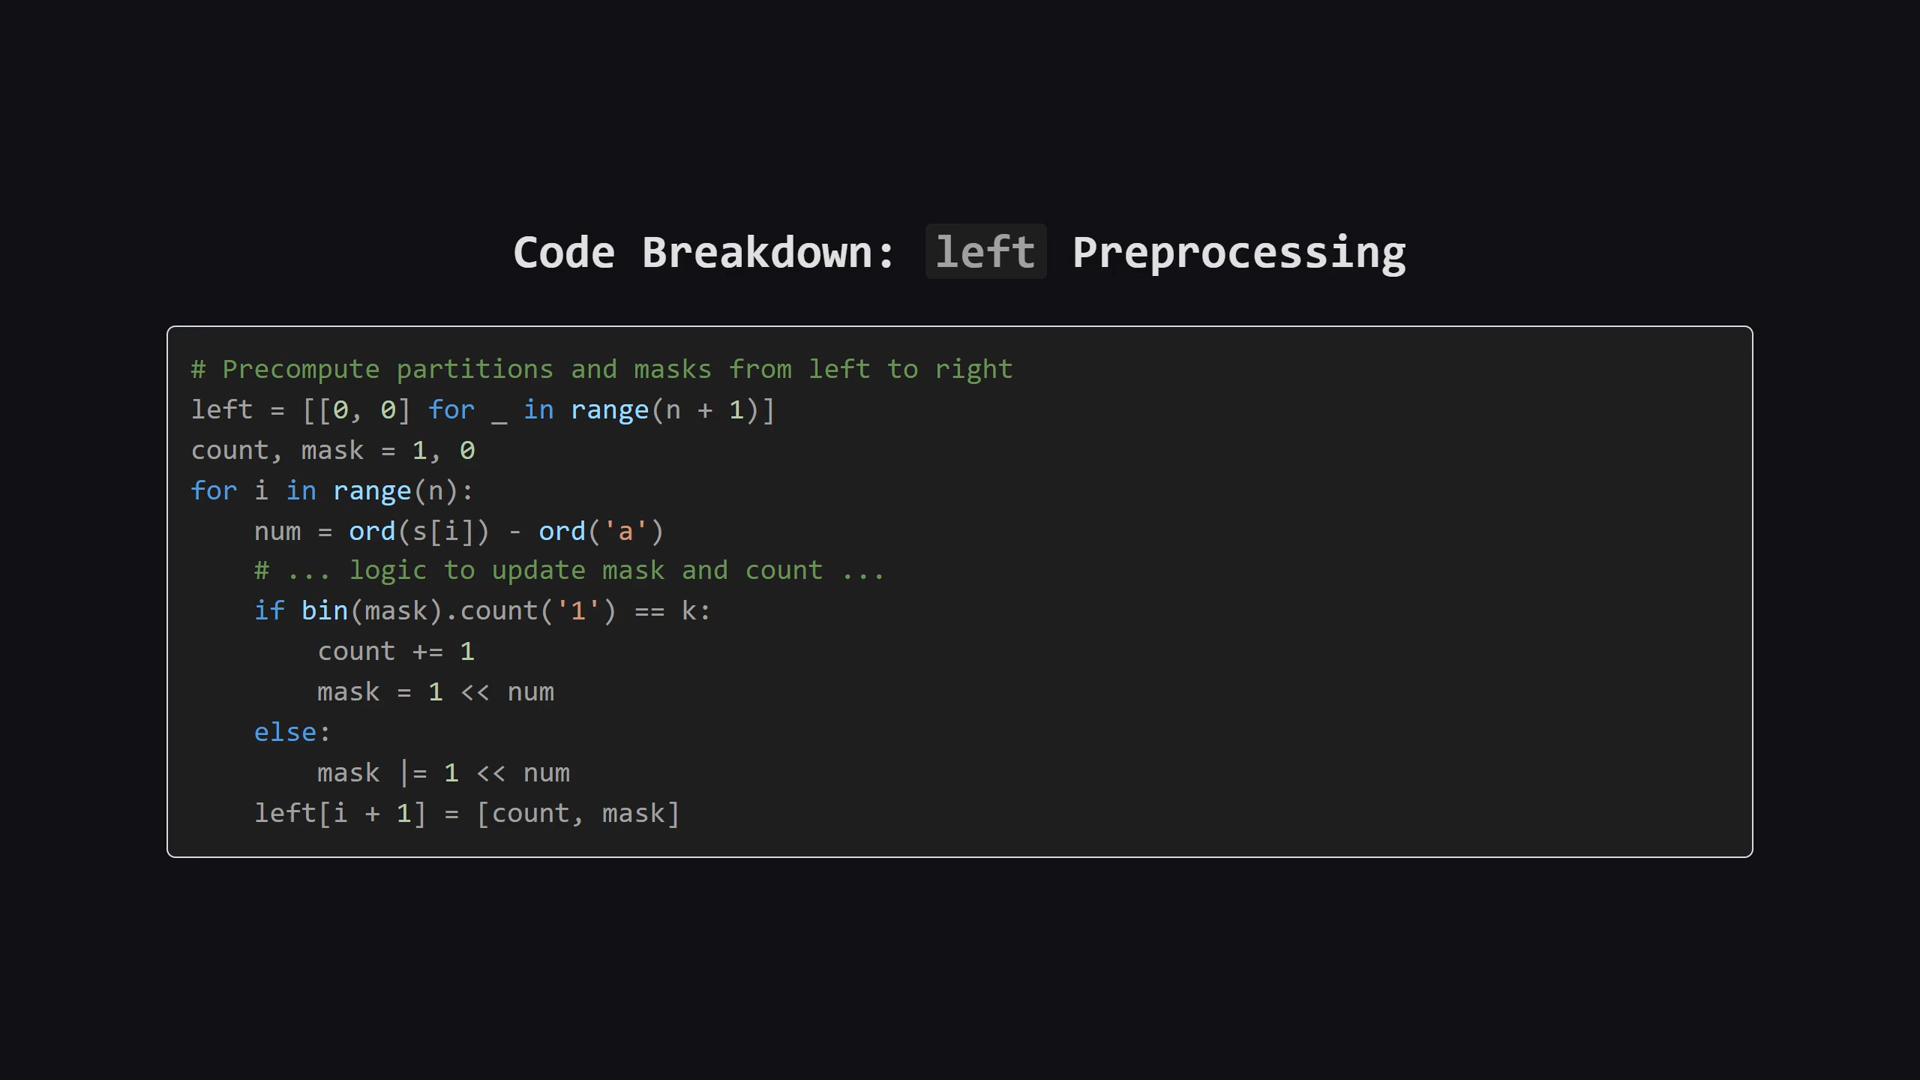 Code Breakdown: left Preprocessing
# Precompute partitions and masks from left to right
left = [[0, 0] for _ in range(n + 1)]
count, mask = 1, 0
for i in range(n):
    num = ord(s[i]) - ord('a')
    # ... logic to update mask and count ...
    if bin(mask).count('1') == k:
        count += 1
        mask = 1 << num
    else:
        mask |= 1 << num
    left[i + 1] = [count, mask]